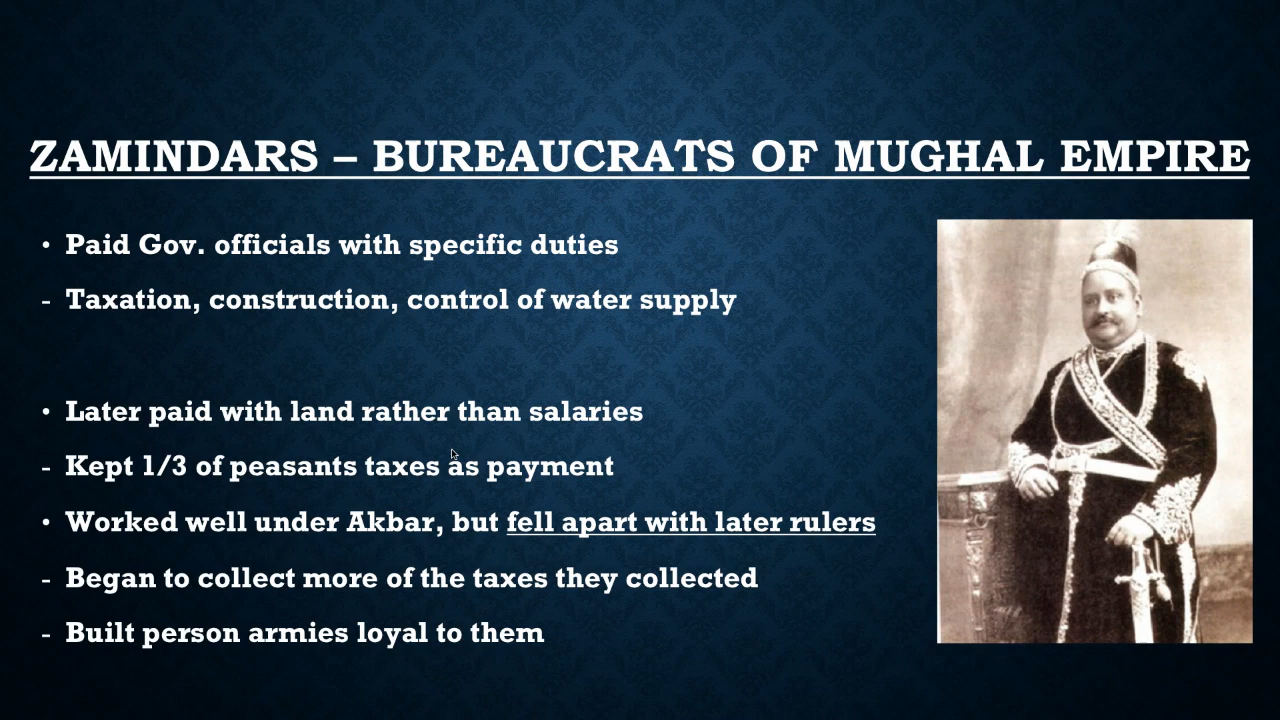 ZAMINDARS – BUREAUCRATS OF MUGHAL EMPIRE
• Paid Gov. officials with specific duties
- Taxation, construction, control of water supply
• Later paid with land rather than salaries
- Kept 1/3 of peasants taxes as payment
• Worked well under Akbar, but fell apart with later rulers
- Began to collect more of the taxes they collected
- Built person armies loyal to them